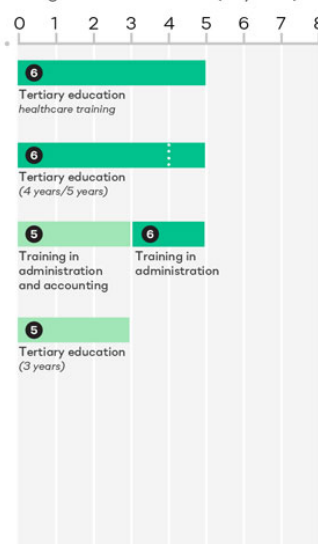 0 1 2 3 4 5 6 7 8
6
Tertiary education
healthcare training
6
Tertiary education
(4 years/5 years)
5
Training in
administration
and accounting
6
Training in
administration
5
Tertiary education
(3 years)